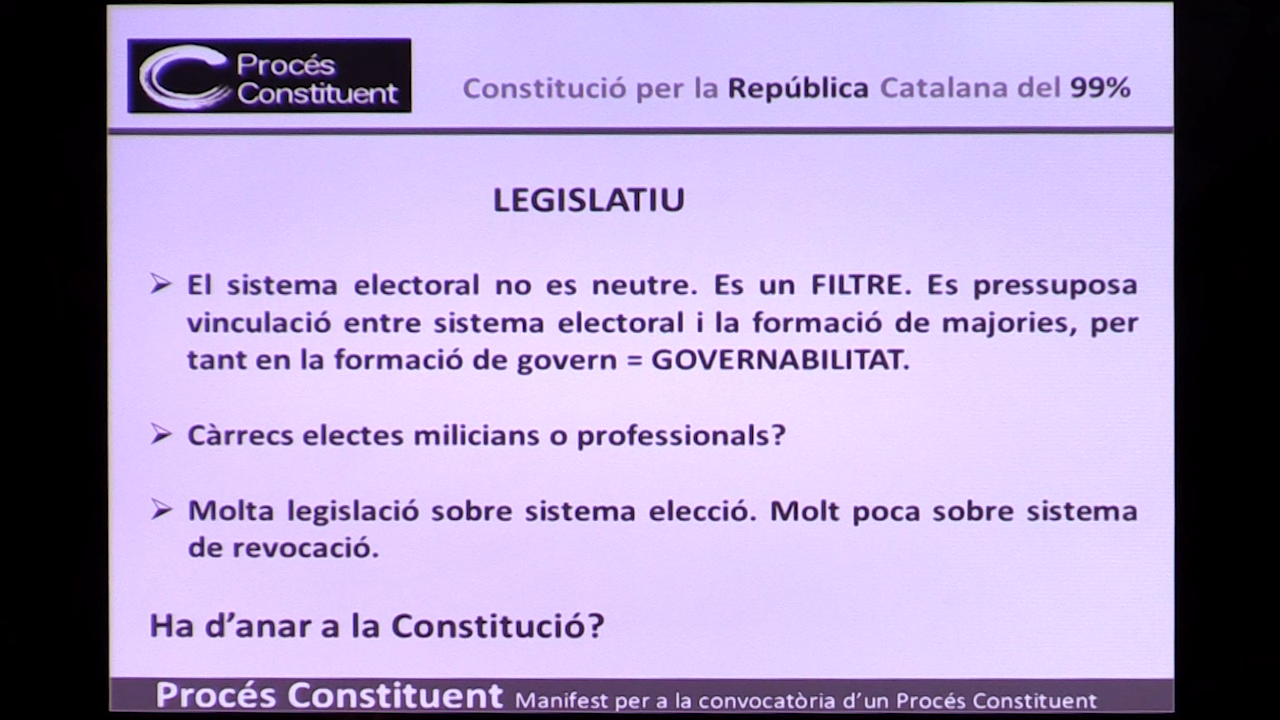 Procés
Constituent
Constitució per la República Catalana del 99%
LEGISLATIU
➢ El sistema electoral no es neutre. Es un FILTRE. Es pressuposa
vinculació entre sistema electoral i la formació de majories, per
tant en la formació de govern = GOVERNABILITAT.
➢ Càrrecs electes milicians o professionals?
➢ Molta legislació sobre sistema elecció. Molt poca sobre sistema
de revocació.
Ha d’anar a la Constitució?
Procés Constituent Manifest per a la convocatòria d’un Procés Constituent